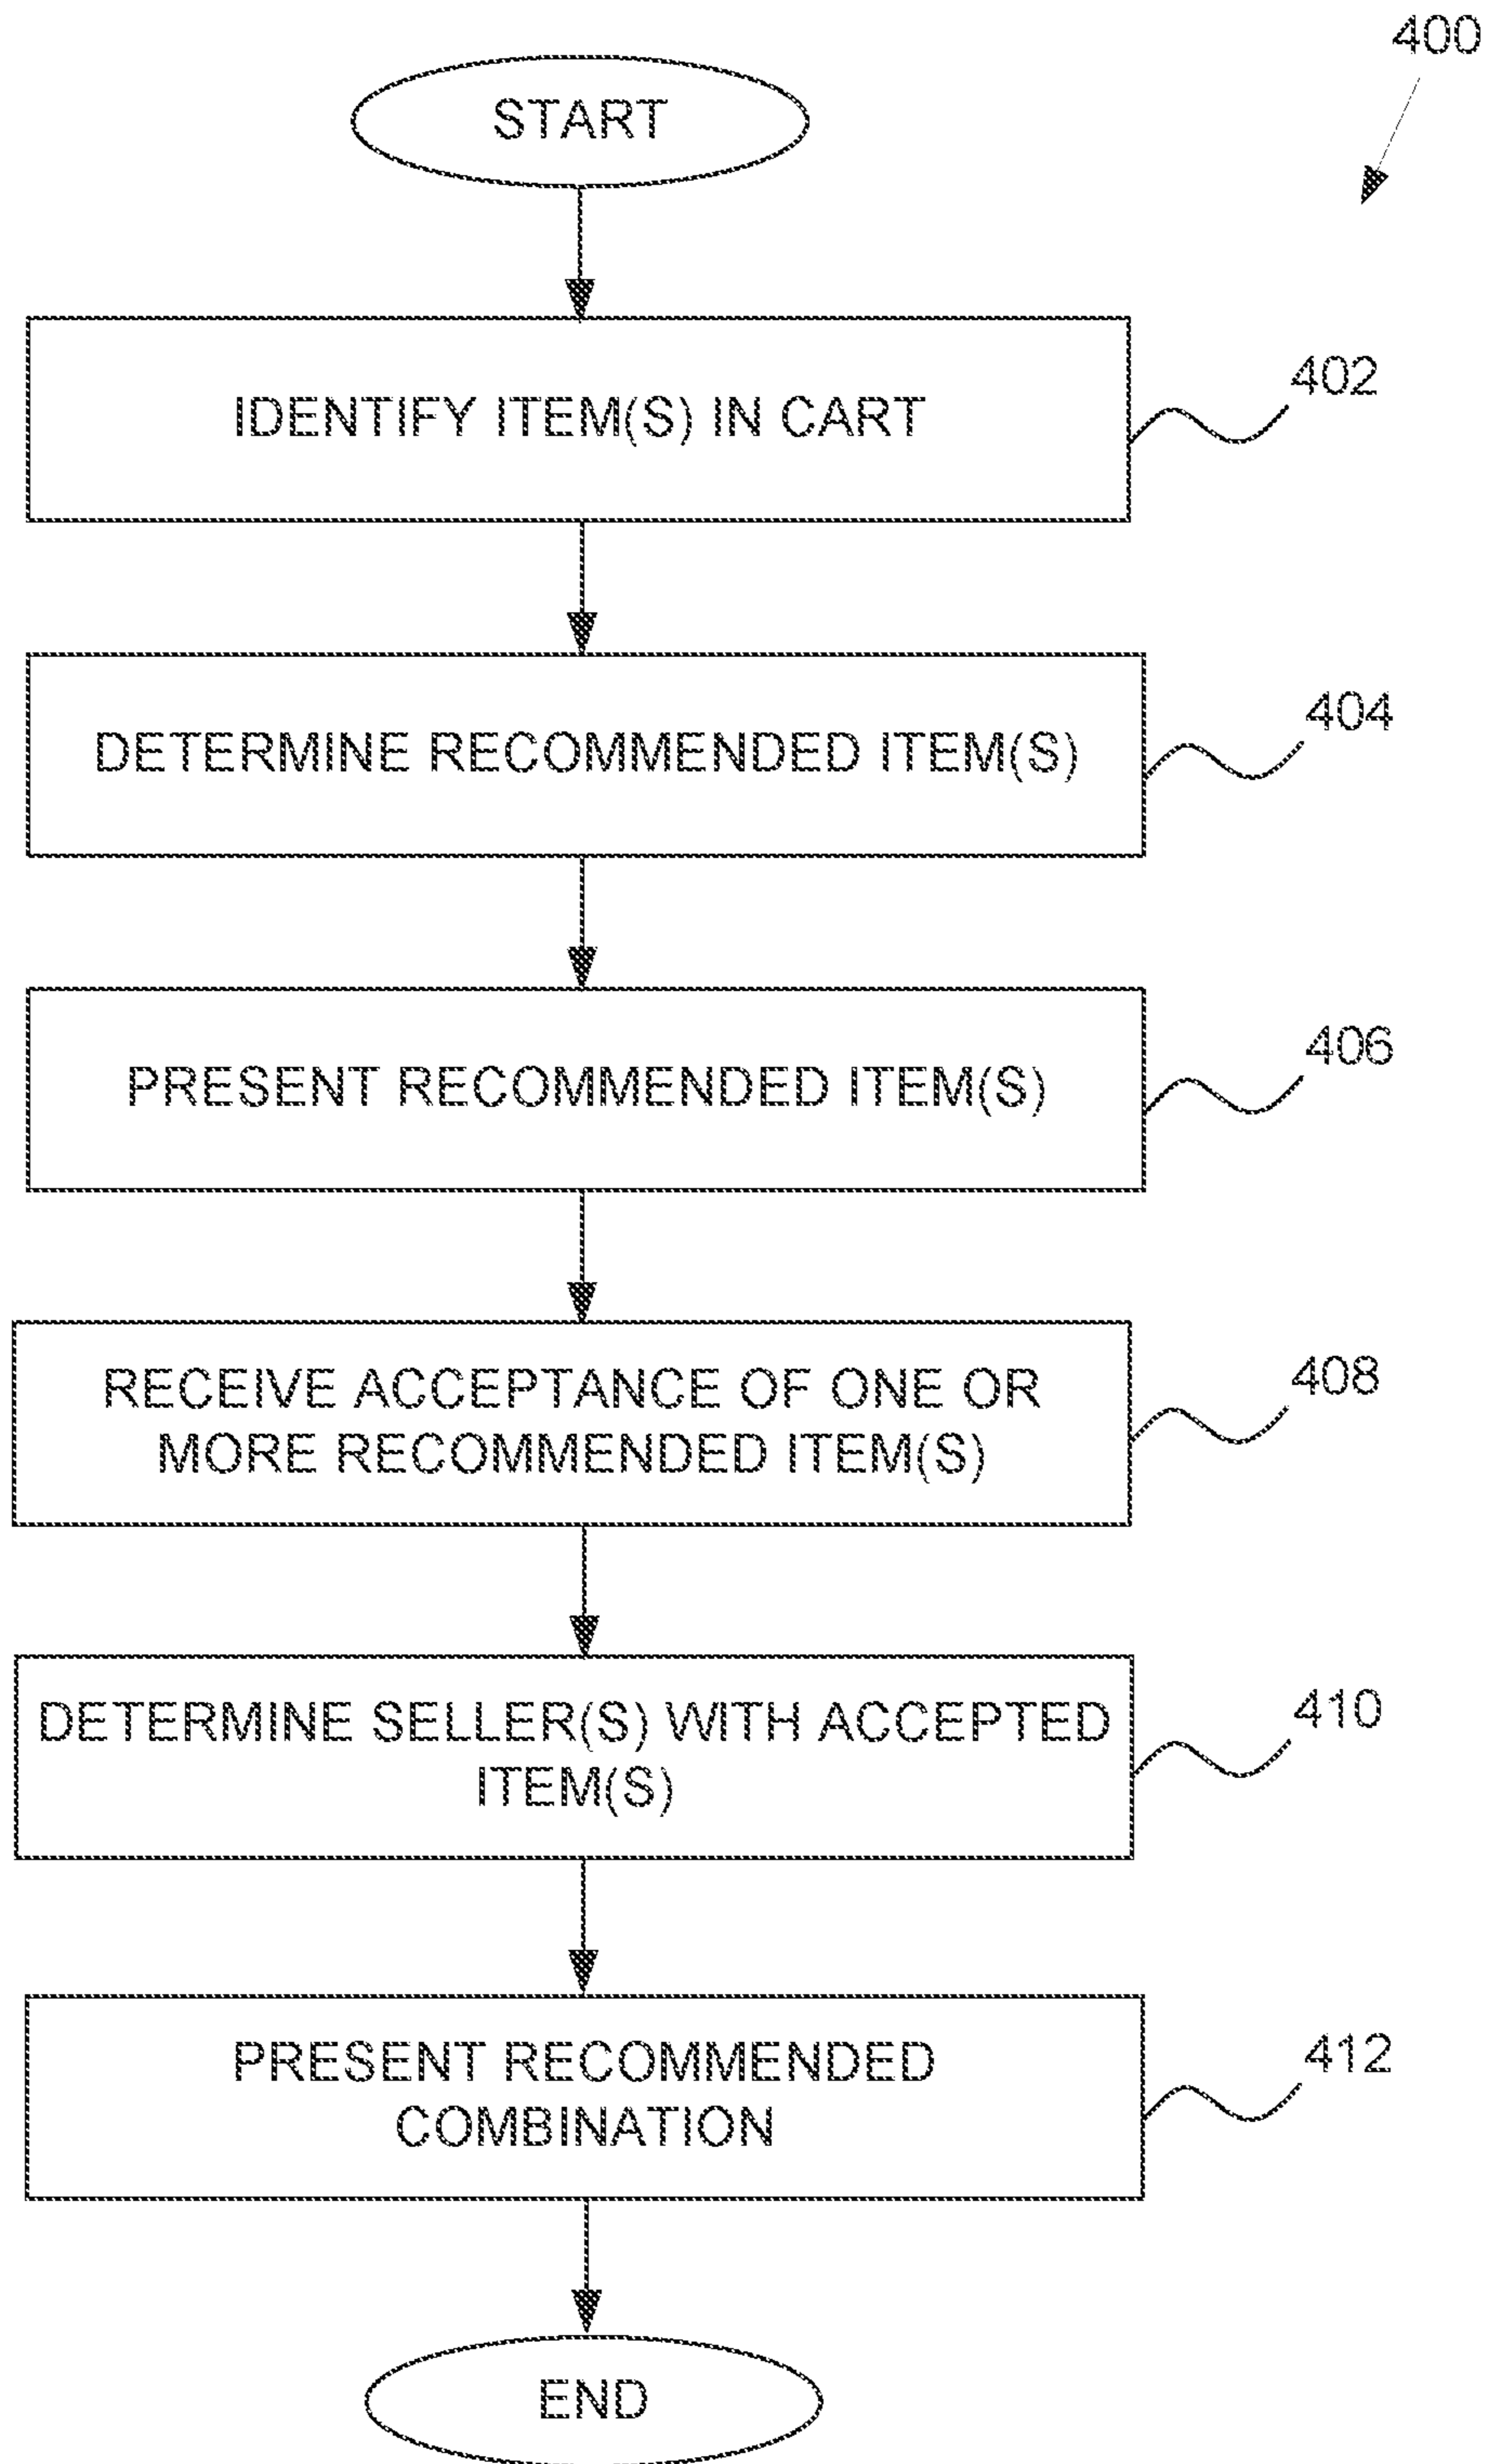 400
START
IDENTIFY ITEM(S) IN CART
402
DETERMINE RECOMMENDED ITEM(S)
404
PRESENT RECOMMENDED ITEM(S)
406
RECEIVE ACCEPTANCE OF ONE OR
MORE RECOMMENDED ITEM(S)
408
DETERMINE SELLER(S) WITH ACCEPTED
ITEM(S)
410
PRESENT RECOMMENDED
COMBINATION
412
END